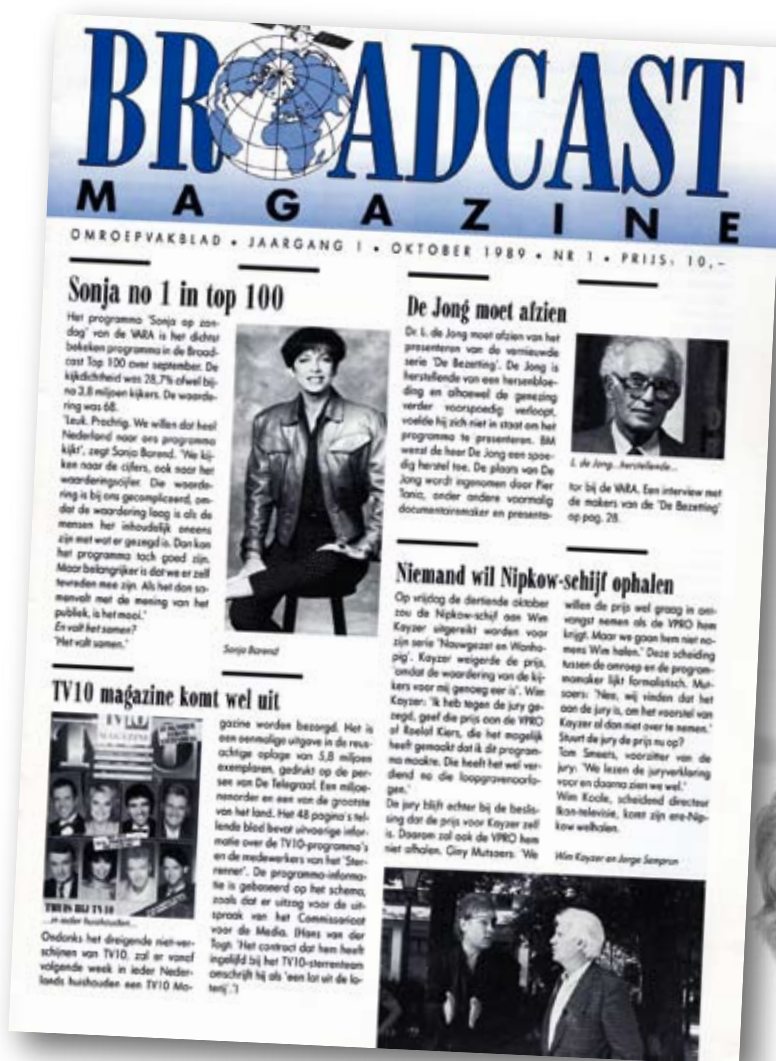 BROADCAST
MAGAZINE
OMROEPVAKBLAD • JAARGANG 1 • OKTOBER 1989 • NR 1 • PRIJS: 10,-
Sonja no 1 in top 100
Het programma 'Sonja op zon-
dag' van de VARA is het dichtst
bekeken programma in de Broad-
cast Top 100 over september. De
kijkdichtheid was 28,7% ofwel bij-
na 3,8 miljoen kijkers. De waarde-
ring was 68.
'Leuk. Prachtig. We willen dat heel
Nederland naar ons programma
kijkt', zegt Sonja Barend. 'We kij-
ken naar de cijfers, ook naar het
waarderingscijfer. Die waarde-
ring is bij ons gecompliceerd, om-
dat de waardering laag is als de
mensen het inhoudelijk oneens
zijn met wat er gezegd is. Dan kan
het programma toch goed zijn.
Maar belangrijker is dat we er zelf
tevreden mee zijn. Als het dan sa-
menvalt met de mening van het
publiek, is het mooi.'
En valt het samen?
'Het valt samen.'
Sonja Barend
TV10 magazine komt wel uit
TV10
MAGAZINE
THUIS BIJ TV10
...in ieder huishouden...
Ondanks het dreigende niet-ver-
schijnen van TV10, zal er vanaf
volgende week in ieder Neder-
lands huishouden een TV10 Ma-
gazine worden bezorgd. Het is
een eenmalige uitgave in de reus-
achtige oplage van 5,8 miljoen
exemplaren, gedrukt op de per-
sen van De Telegraaf. Een miljoe-
nenorder en een van de grootste
van het land. Het 48 pagina's tel-
lende blad bevat uitvoerige infor-
matie over de TV10-programma's
en de medewerkers van het 'Ster-
renner'. De programma-informa-
tie is gebaseerd op het schema,
zoals dat er uitzag voor de uit-
spraak van het Commissariaat
voor de Media. (Hans van der
Togt: 'Het contract dat hem heeft
ingelijfd bij het TV10-sterrenteam
omschrijft hij als 'een lot uit de lo-
terij'.')
De Jong moet afzien
Dr. L. de Jong moet afzien van het
presenteren van de vernieuwde
serie 'De Bezetting'. De Jong is
herstellende van een hersenbloe-
ding en alhoewel de genezing
verder voorspoedig verloopt,
voelde hij zich niet in staat om het
programma te presenteren. BM
wenst de heer De Jong een spoe-
dig herstel toe. De plaats van De
Jong wordt ingenomen door Pier
Tania, onder andere voormalig
documentairemaker en presenta-
L. de Jong...herstellende...
tor bij de VARA. Een interview met
de makers van de 'De Bezetting'
op pag. 28.
Niemand wil Nipkow-schijf ophalen
Op vrijdag de dertiende oktober
zou de Nipkow-schijf aan Wim
Kayzer uitgereikt worden voor
zijn serie 'Nauwgezet en Wanho-
pig'. Kayzer weigerde de prijs,
'omdat de waardering van de kij-
kers voor mij genoeg eer is'. Wim
Kayzer: 'Ik heb tegen de jury ge-
zegd, geef die prijs aan de VPRO
of Roelof Kiers, die het mogelijk
heeft gemaakt dat ik dit program-
ma maakte. Die heeft het wel ver-
diend na die loopgravenoorlo-
gen.'
De jury blijft echter bij de beslis-
sing dat de prijs voor Kayzer zelf
is. Daarom zal ook de VPRO hem
niet afhalen. Giny Mutsaers: 'We
willen de prijs wel graag in ont-
vangst nemen als de VPRO hem
krijgt. Maar we gaan hem niet na-
mens Wim halen.' Deze scheiding
tussen de omroep en de program-
mamaker lijkt formalistisch. Mut-
saers: 'Nee, wij vinden dat het
aan de jury is, om het voorstel van
Kayzer al dan niet over te nemen.'
Stuurt de jury de prijs nu op?
Tom Smeets, voorzitter van de
jury: 'We lezen de juryverklaring
voor en daarna zien we wel.'
Wim Koole, scheidend directeur
Ikon-televisie, komt zijn ere-Nip-
kow welhalen.
Wim Kayzer en Jorge Semprun